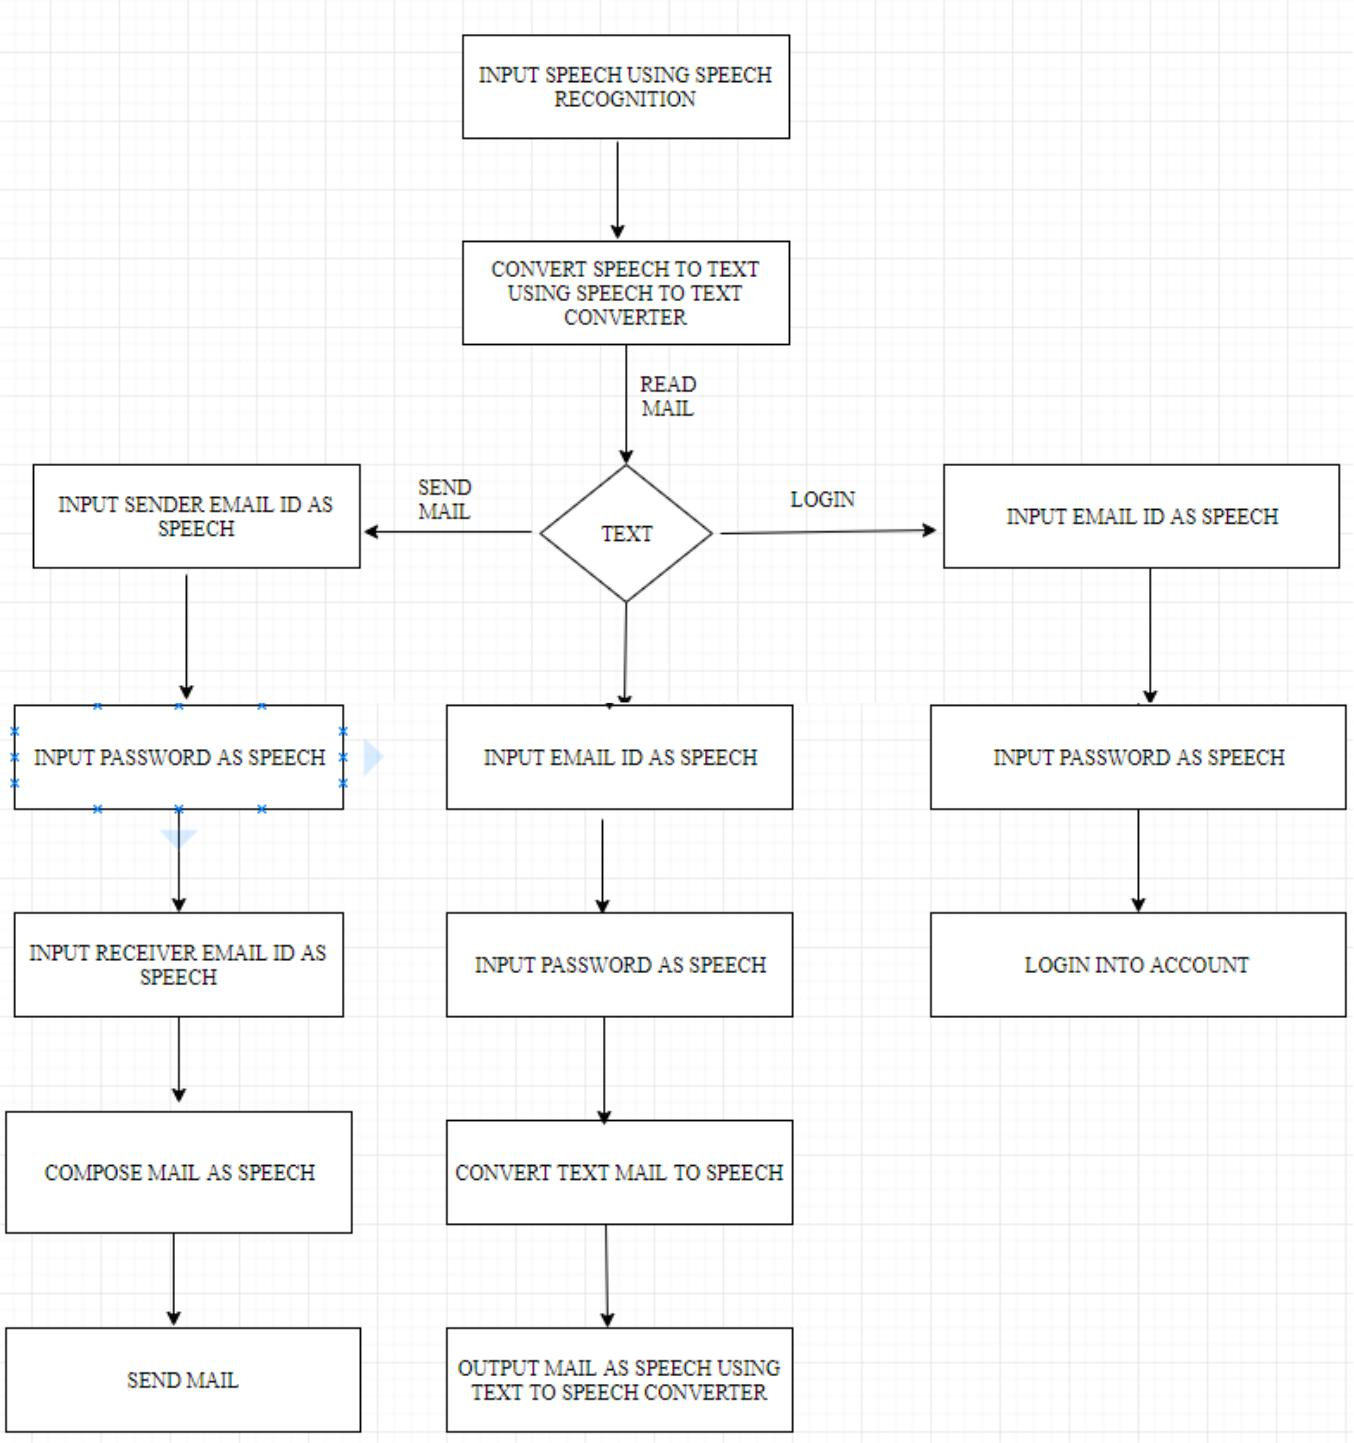 INPUT SPEECH USING SPEECH
RECOGNITION
CONVERT SPEECH TO TEXT
USING SPEECH TO TEXT
CONVERTER
READ
MAIL
SEND
MAIL
LOGIN
INPUT SENDER EMAIL ID AS
SPEECH
TEXT
INPUT EMAIL ID AS SPEECH
INPUT PASSWORD AS SPEECH
INPUT EMAIL ID AS SPEECH
INPUT PASSWORD AS SPEECH
INPUT RECEIVER EMAIL ID AS
SPEECH
INPUT PASSWORD AS SPEECH
LOGIN INTO ACCOUNT
COMPOSE MAIL AS SPEECH
CONVERT TEXT MAIL TO SPEECH
SEND MAIL
OUTPUT MAIL AS SPEECH USING
TEXT TO SPEECH CONVERTER